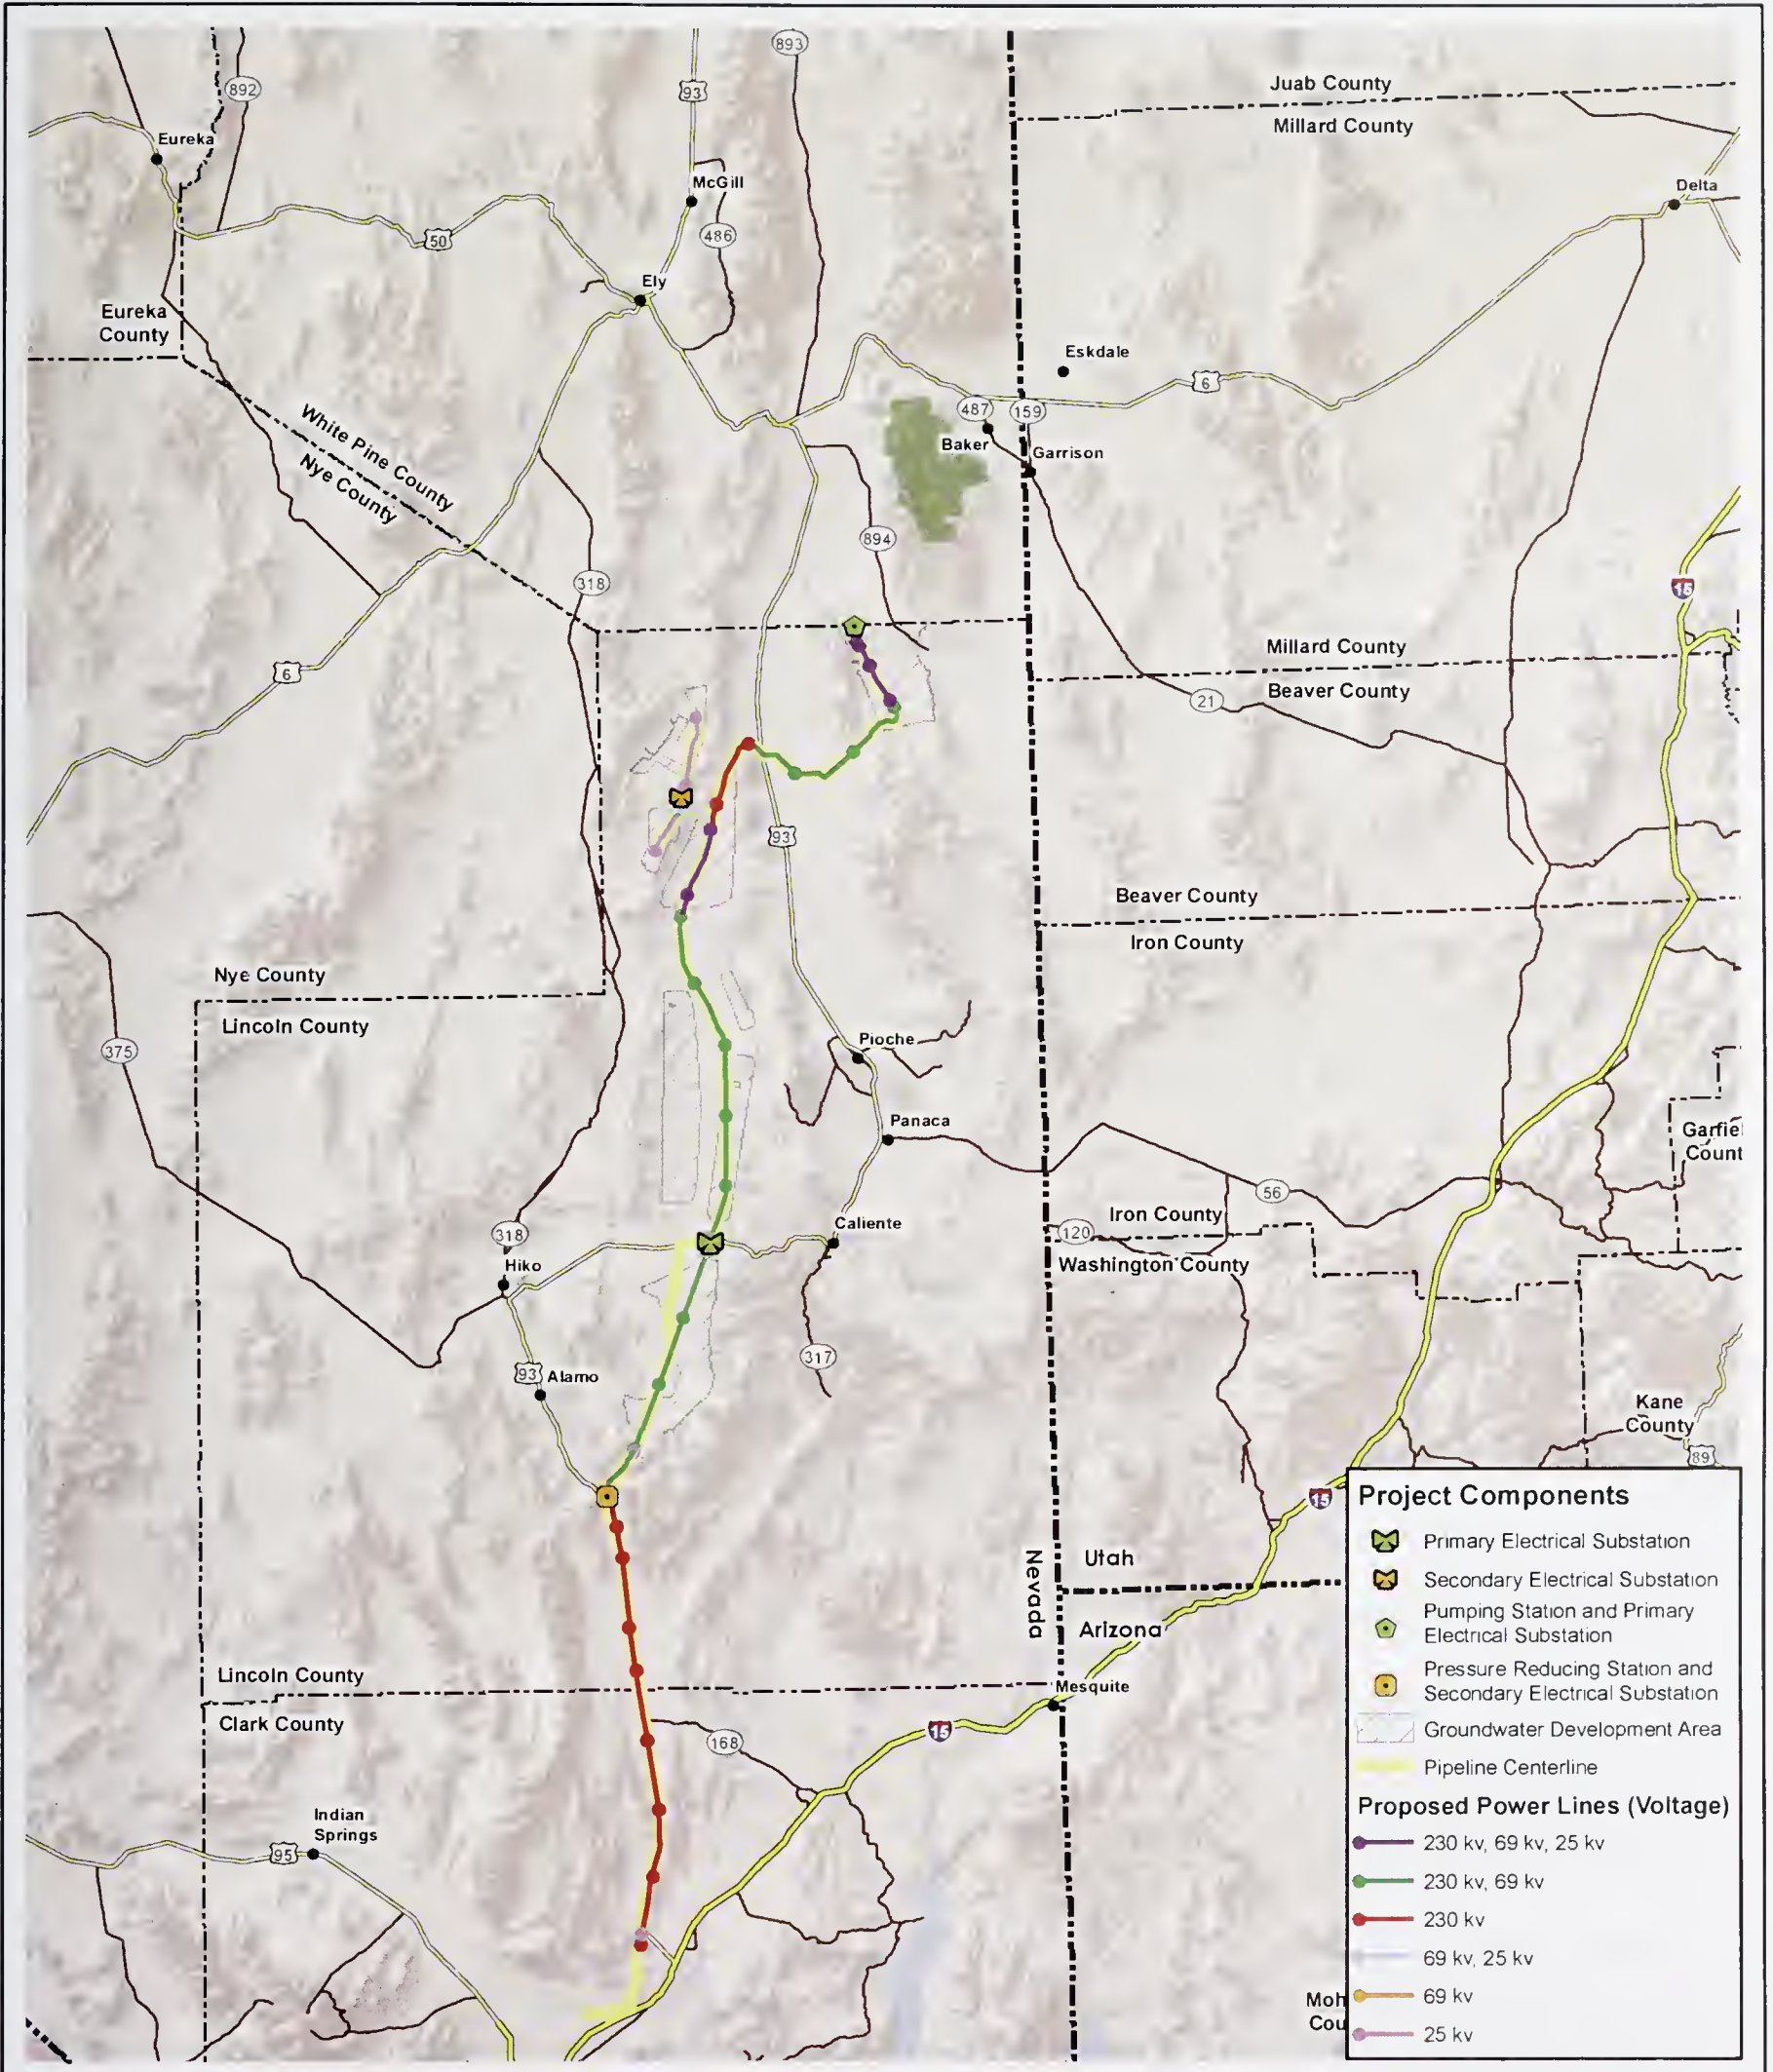 893
892
93
Juab County
Millard County
Eureka
McGill
Delta
486
50
Ely
Eureka
County
Eskdale
6
White Pine County
Nye County
487
159
Baker
Garrison
894
318
15
6
Millard County
Beaver County
21
93
Beaver County
Iron County
Nye County
Lincoln County
375
Pioche
Panaca
Garfiel
Count
56
Iron County
120
Caliente
318
Hiko
Washington County
317
93
Alamo
Kane
County
89
15
Nevada
Utah
Arizona
Lincoln County
Clark County
Mesquite
15
168
Indian
Springs
95
Moh
Cou
Project Components
Primary Electrical Substation
Secondary Electrical Substation
Pumping Station and Primary
Electrical Substation
Pressure Reducing Station and
Secondary Electrical Substation
Groundwater Development Area
Pipeline Centerline
Proposed Power Lines (Voltage)
230 kv, 69 kv, 25 kv
230 kv, 69 kv
230 kv
69 kv, 25 kv
69 kv
25 kv